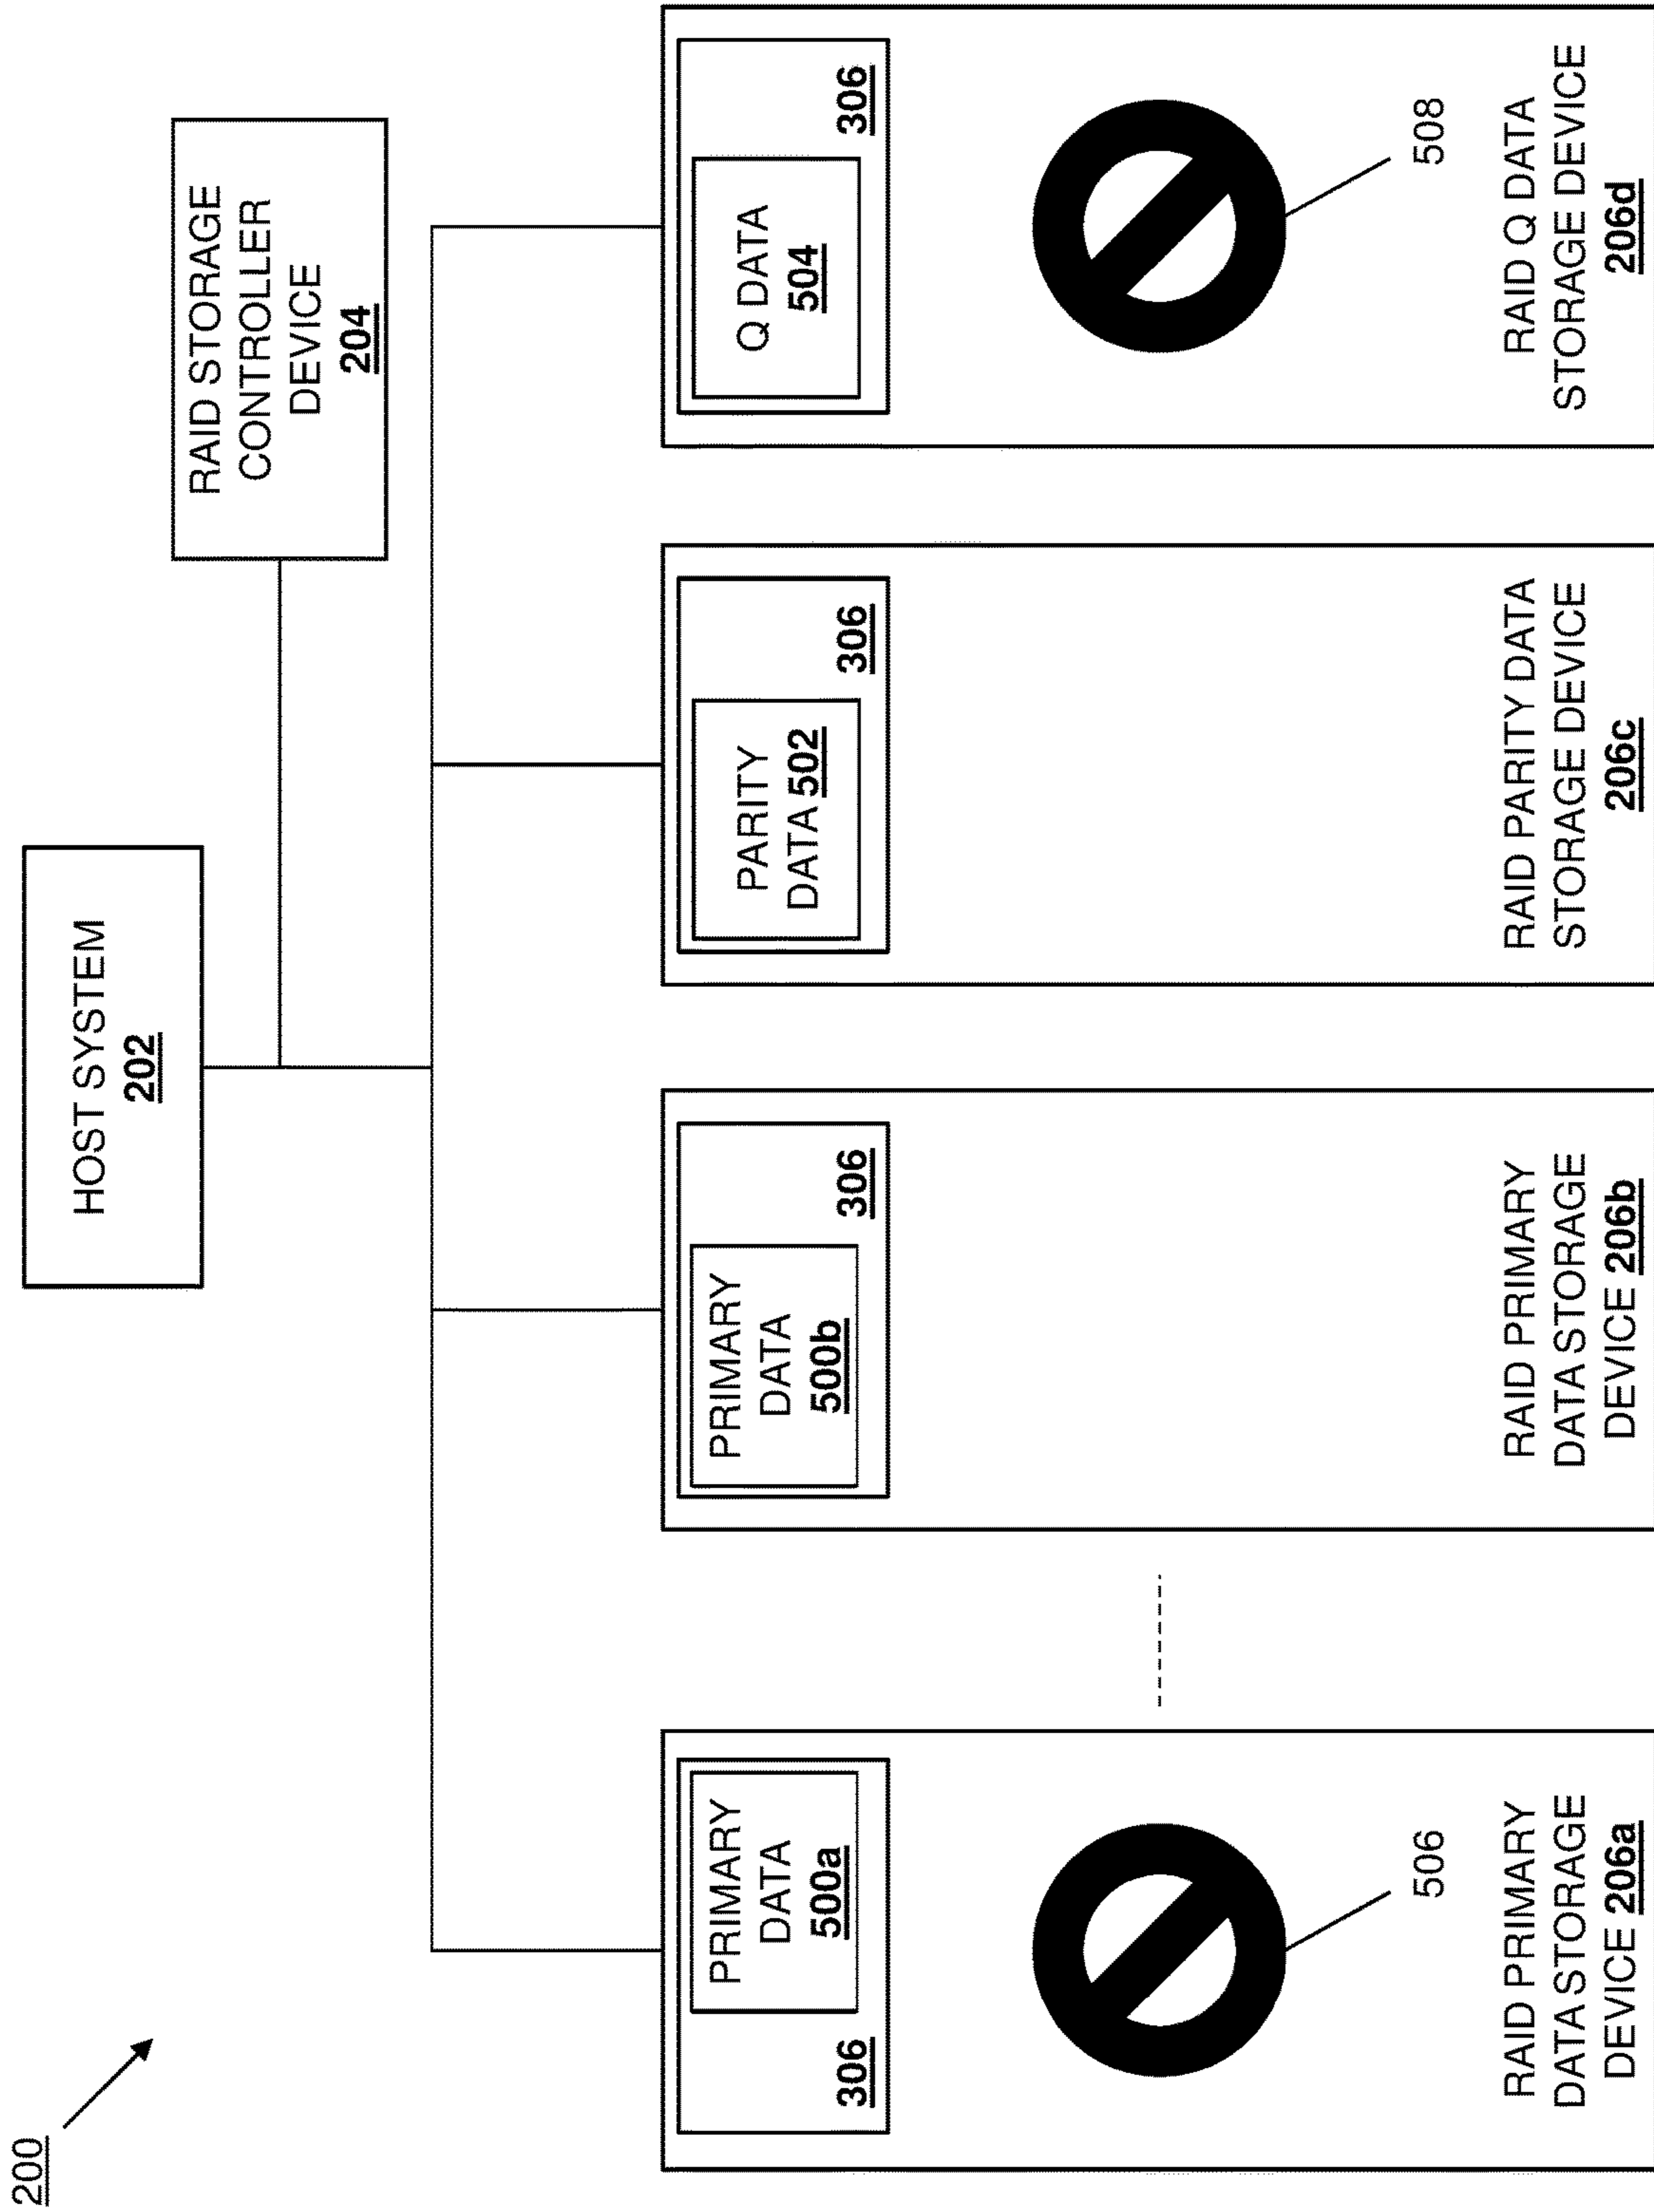 200
HOST SYSTEM
202
RAID STORAGE
CONTROLLER
DEVICE
204
306
PRIMARY
DATA
500a
506
RAID PRIMARY
DATA STORAGE
DEVICE 206a
PRIMARY
DATA
500b
306
RAID PRIMARY
DATA STORAGE
DEVICE 206b
PARITY
DATA 502
306
RAID PARITY DATA
STORAGE DEVICE
206c
Q DATA
504
306
508
RAID Q DATA
STORAGE DEVICE
206d